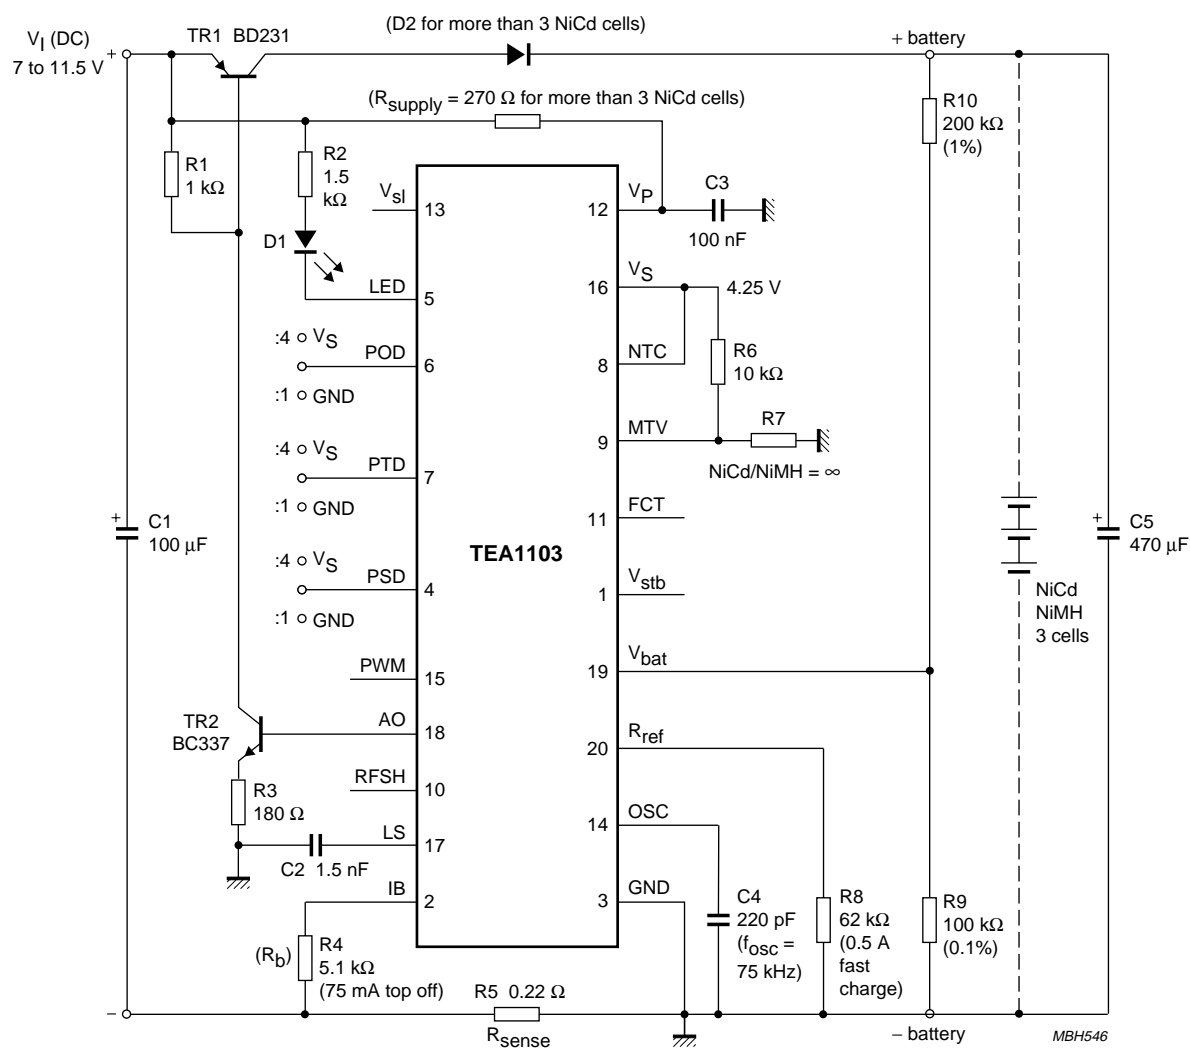 (D2 for more than 3 NiCd cells)
V_I (DC)
7 to 11.5 V
+
TR1 BD231
+ battery
(R_supply = 270 Ω for more than 3 NiCd cells)
R10
200 kΩ
(1%)
R1
1 kΩ
R2
1.5
kΩ
D1
V_sl
13
V_P
12
C3
100 nF
V_S
16
4.25 V
LED
5
:4
V_S
POD
6
:1
GND
NTC
8
R6
10 kΩ
MTV
9
R7
NiCd/NiMH = ∞
:4
V_S
PTD
7
:1
GND
FCT
11
+
C1
100 µF
TEA1103
+
C5
470 µF
:4
V_S
PSD
4
:1
GND
V_stb
1
NiCd
NiMH
3 cells
V_bat
19
PWM
15
TR2
BC337
AO
18
R_ref
20
RFSH
10
R3
180 Ω
OSC
14
LS
17
C2 1.5 nF
IB
2
GND
3
C4
220 pF
(f_osc =
75 kHz)
R8
62 kΩ
(0.5 A
fast
charge)
R9
100 kΩ
(0.1%)
(R_b)
R4
5.1 kΩ
(75 mA top off)
R5 0.22 Ω
R_sense
−
− battery
MBH546